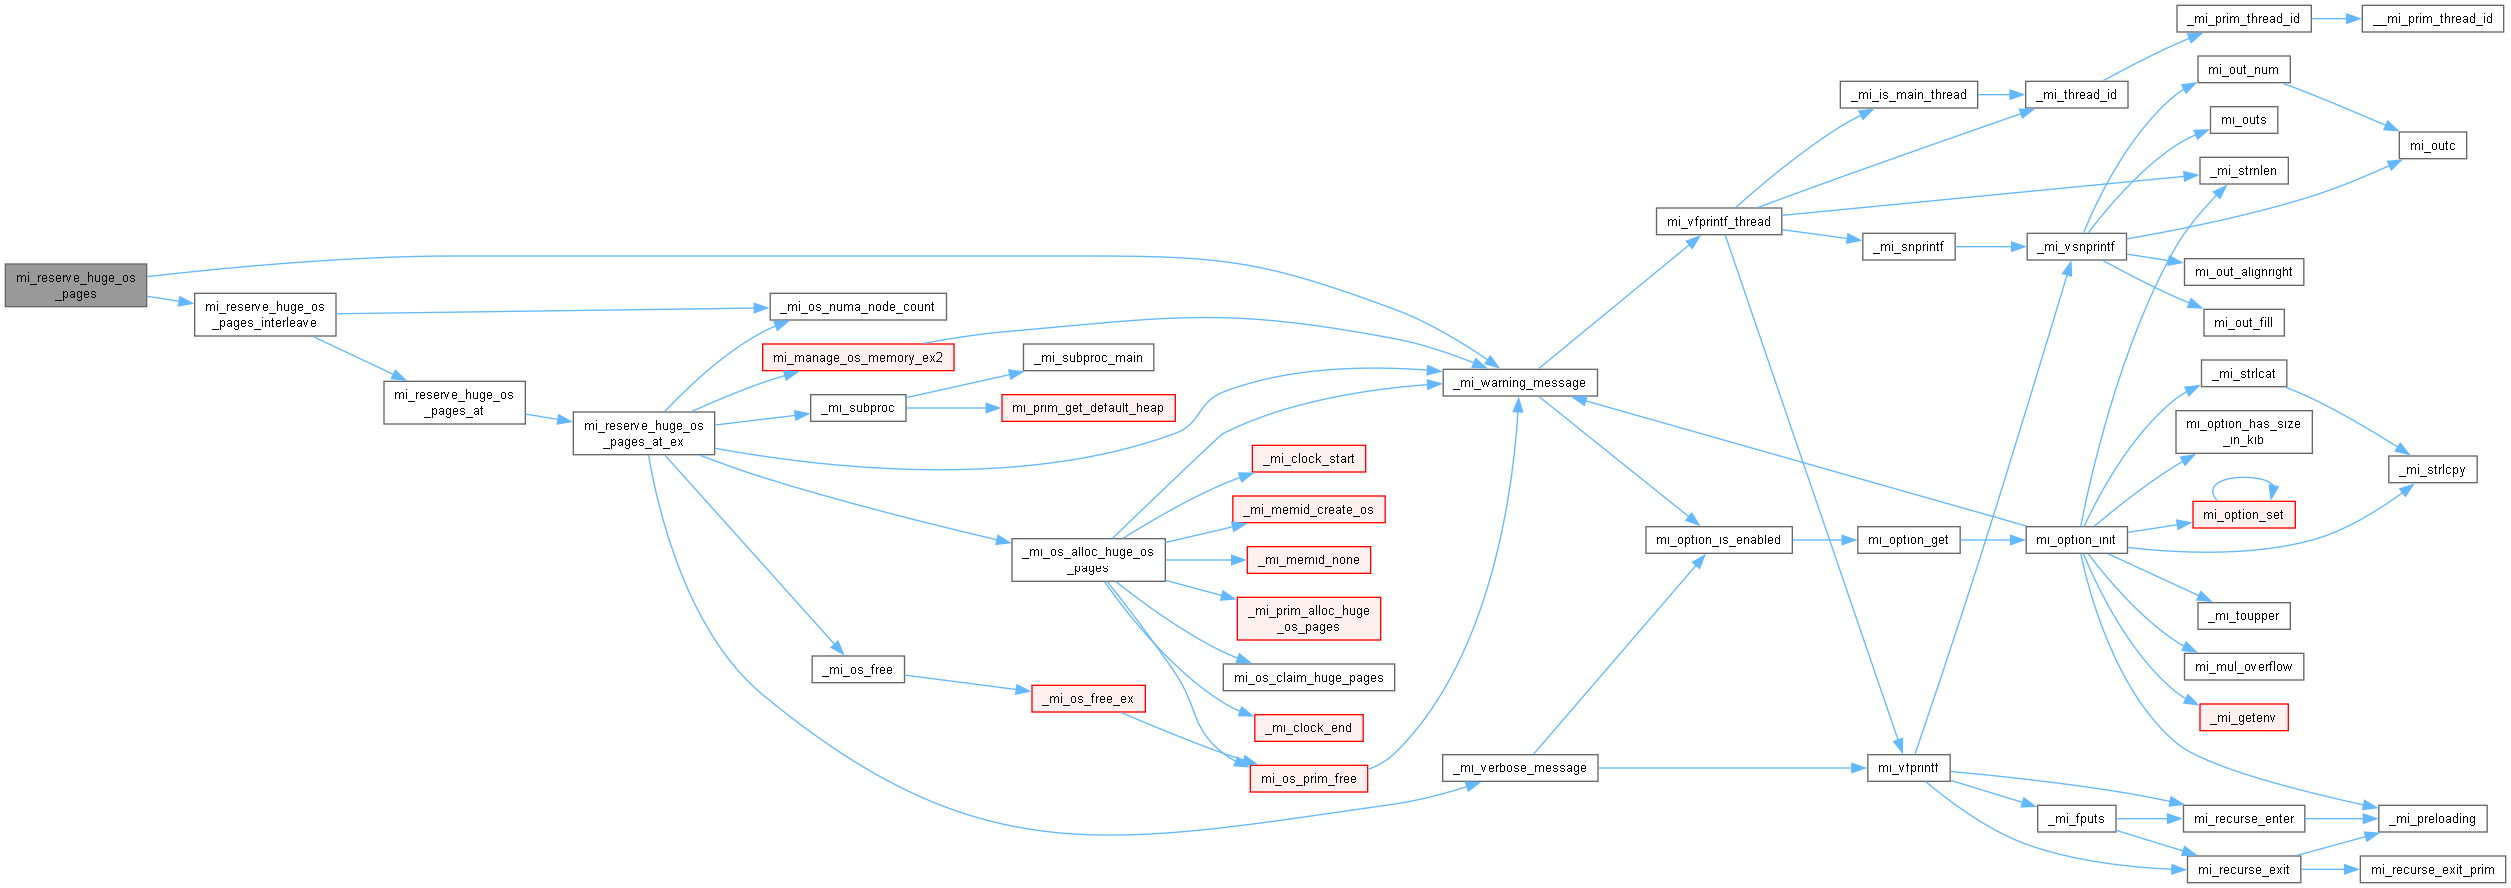 mi_reserve_huge_os
_pages
mi_reserve_huge_os
_pages_interleave
mi_reserve_huge_os
_pages_at
mi_reserve_huge_os
_pages_at_ex
_mi_os_numa_node_count
mi_manage_os_memory_ex2
_mi_subproc
_mi_subproc_main
mi_prim_get_default_heap
_mi_os_alloc_huge_os
_pages
_mi_os_free
_mi_os_free_ex
_mi_clock_start
_mi_memid_create_os
_mi_memid_none
_mi_prim_alloc_huge
_os_pages
mi_os_claim_huge_pages
_mi_clock_end
mi_os_prim_free
_mi_warning_message
_mi_verbose_message
mi_vfprintf_thread
mi_option_is_enabled
_mi_is_main_thread
_mi_snprintf
mi_option_get
mi_vfprintf
_mi_thread_id
_mi_vsnprintf
mi_option_init
_mi_fputs
_mi_prim_thread_id
mi_out_num
mi_outs
_mi_strnlen
mi_out_alignright
mi_out_fill
_mi_strlcat
mi_option_has_size
_in_kib
mi_option_set
_mi_toupper
mi_mul_overflow
_mi_getenv
mi_recurse_enter
mi_recurse_exit
__mi_prim_thread_id
mi_outc
_mi_strlcpy
_mi_preloading
mi_recurse_exit_prim